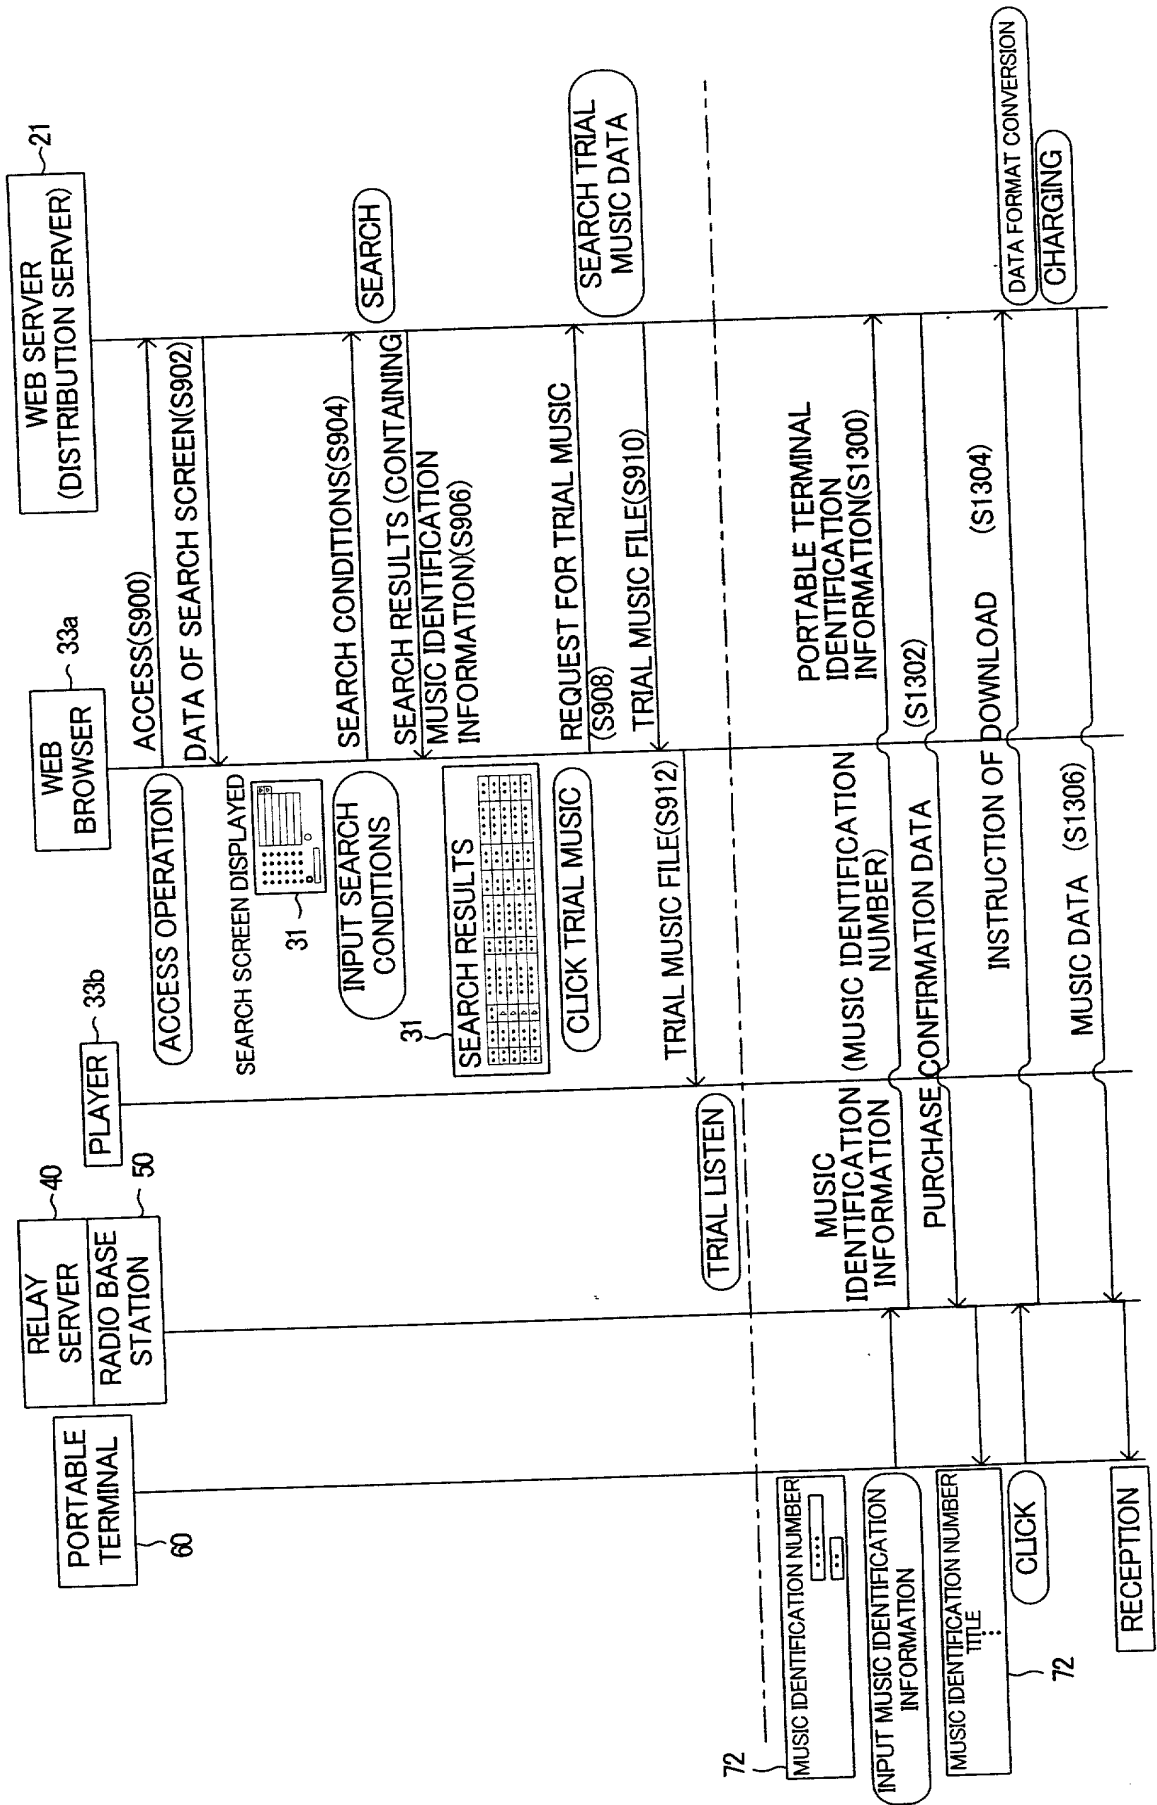 PORTABLE
TERMINAL
60
RELAY
SERVER
40
RADIO BASE
STATION
50
PLAYER
33b
WEB
BROWSER
33a
WEB SERVER
(DISTRIBUTION SERVER)
21
ACCESS OPERATION
ACCESS(S900)
DATA OF SEARCH SCREEN(S902)
SEARCH SCREEN DISPLAYED
31
INPUT SEARCH
CONDITIONS
SEARCH CONDITIONS(S904)
SEARCH
SEARCH RESULTS (CONTAINING
MUSIC IDENTIFICATION
INFORMATION)(S906)
31
SEARCH RESULTS
CLICK TRIAL MUSIC
REQUEST FOR TRIAL MUSIC
(S908)
SEARCH TRIAL
MUSIC DATA
TRIAL MUSIC FILE(S910)
TRIAL MUSIC FILE(S912)
TRIAL LISTEN
72
MUSIC IDENTIFICATION NUMBER
INPUT MUSIC IDENTIFICATION
INFORMATION
MUSIC
IDENTIFICATION
INFORMATION
(MUSIC IDENTIFICATION
NUMBER)
PORTABLE TERMINAL
IDENTIFICATION
INFORMATION(S1300)
PURCHASE CONFIRMATION DATA (S1302)
MUSIC IDENTIFICATION NUMBER
TITLE
72
CLICK
INSTRUCTION OF DOWNLOAD (S1304)
DATA FORMAT CONVERSION
CHARGING
MUSIC DATA (S1306)
RECEPTION